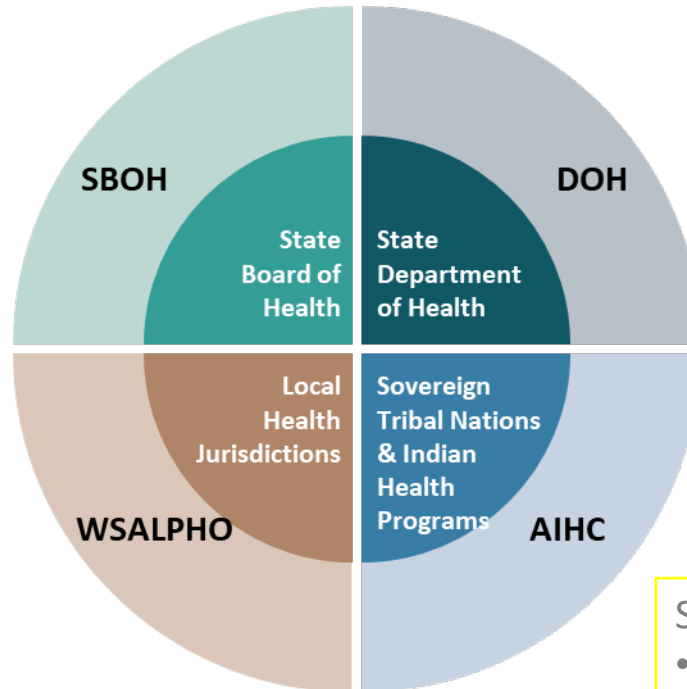 SBOH
State
Board of
Health
DOH
State
Department
of Health
Local
Health
Jurisdictions
WSALPHO
Sovereign
Tribal Nations
& Indian
Health
Programs
AIHC
S
•